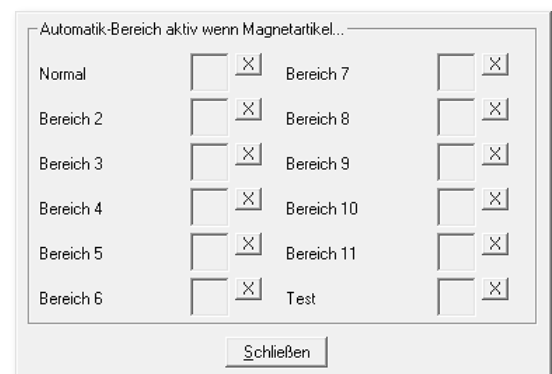 Automatik-Bereich aktiv wenn Magnetartikel...
Normal X Bereich 7 X
Bereich 2 X Bereich 8 X
Bereich 3 X Bereich 9 X
Bereich 4 X Bereich 10 X
Bereich 5 X Bereich 11 X
Bereich 6 X Test X
Schließen